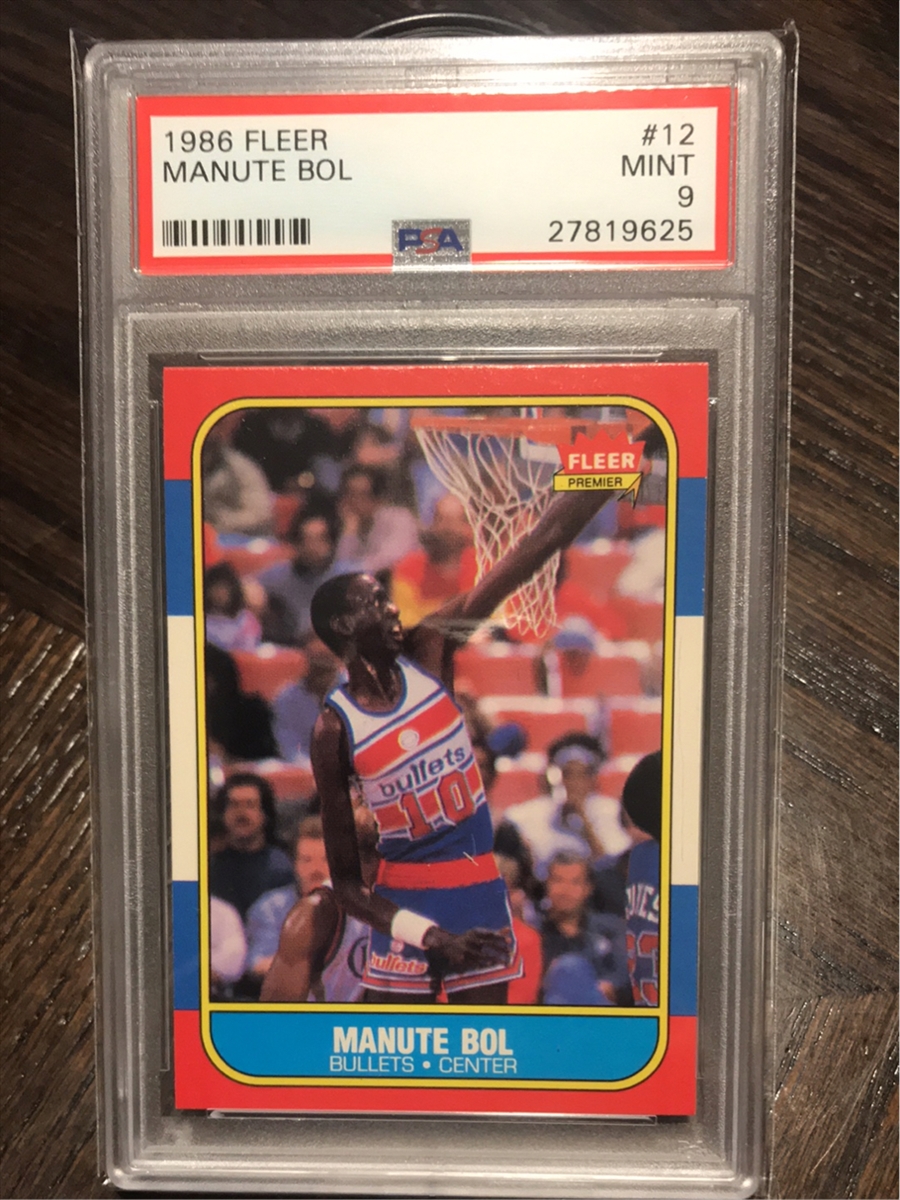 1986 FLEER
#12
MANUTE BOL
MINT
9
PSA
27819625
FLEER
PREMIER
bullets
10
bullets
MANUTE BOL
BULLETS • CENTER